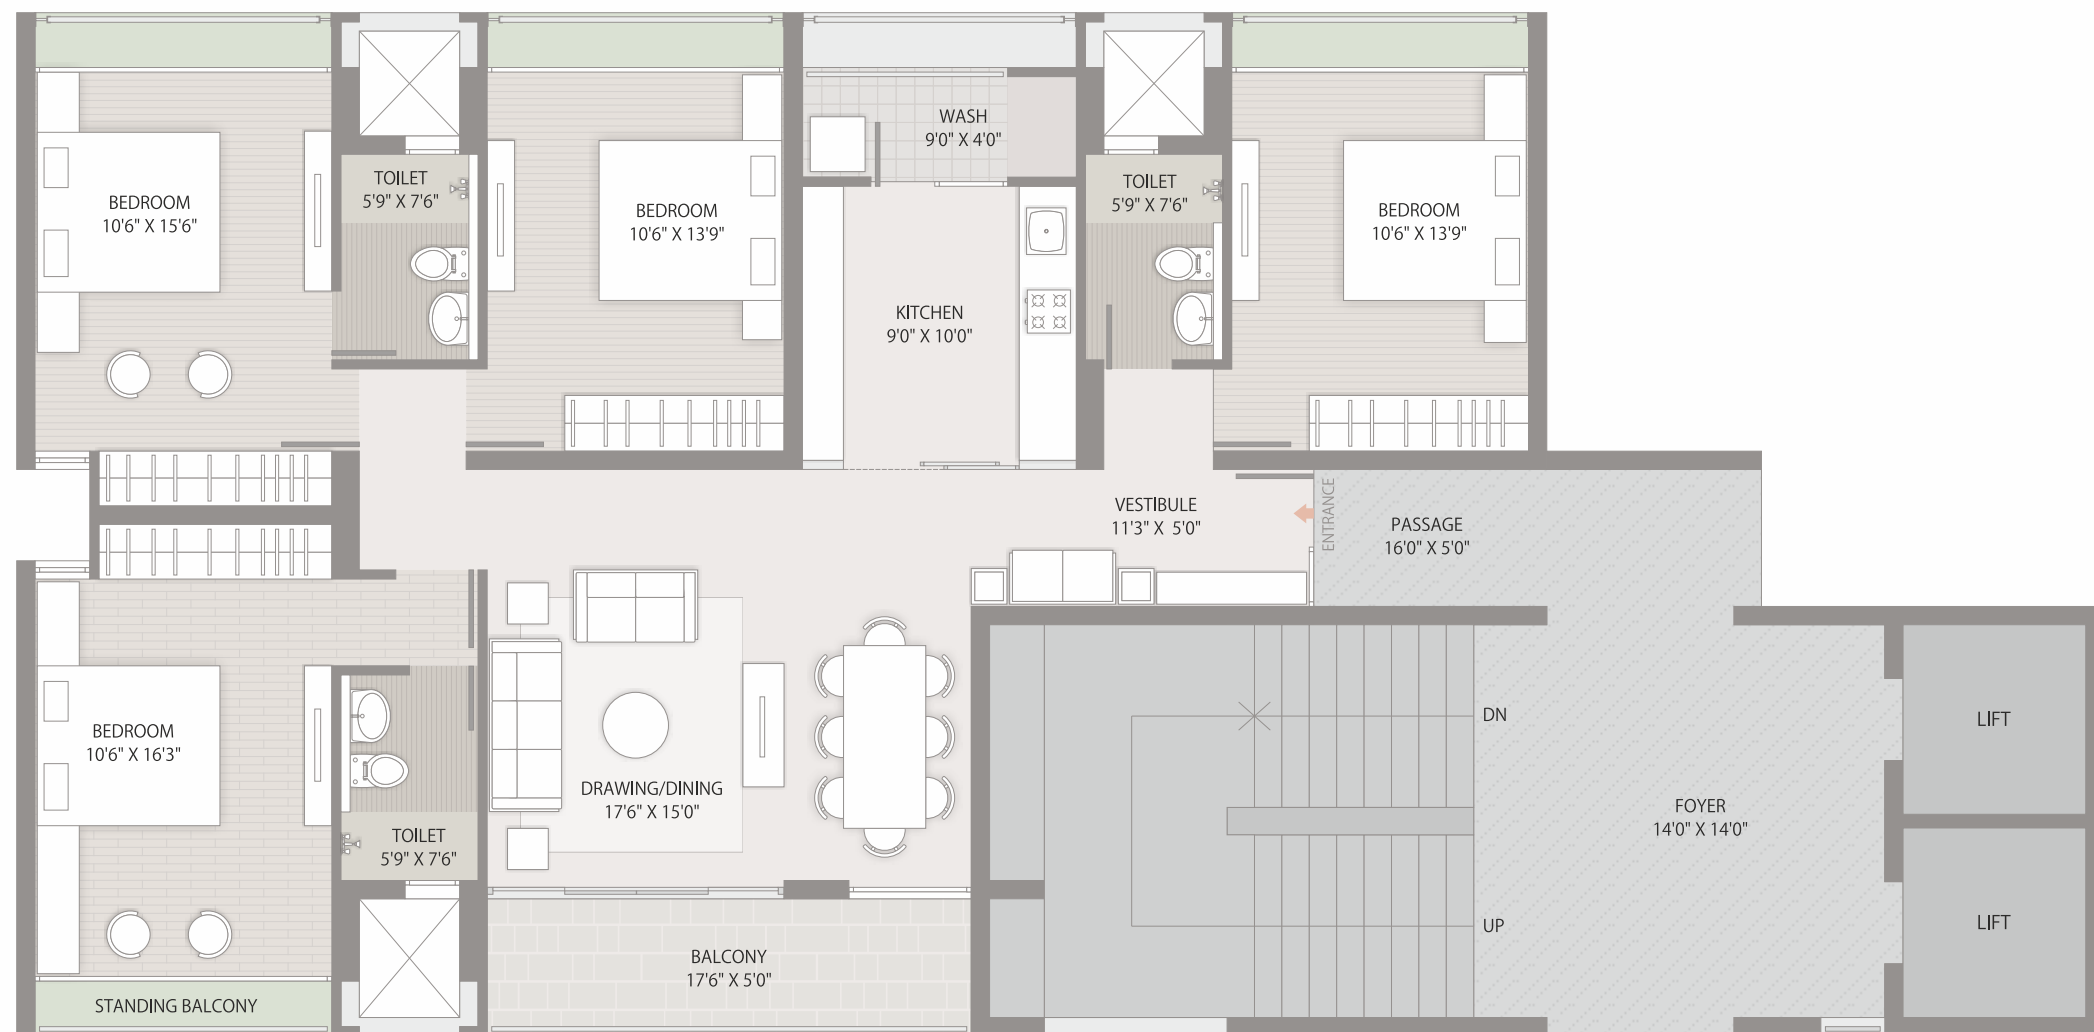 WASH
9'0" X 4'0"
TOILET
5'9" X 7'6"
TOILET
5'9" X 7'6"
BEDROOM
10'6" X 15'6"
BEDROOM
10'6" X 13'9"
BEDROOM
10'6" X 13'9"
KITCHEN
9'0" X 10'0"
VESTIBULE
11'3" X 5'0"
ENTRANCE
PASSAGE
16'0" X 5'0"
BEDROOM
10'6" X 16'3"
DN
LIFT
DRAWING/DINING
17'6" X 15'0"
FOYER
14'0" X 14'0"
TOILET
5'9" X 7'6"
UP
LIFT
BALCONY
17'6" X 5'0"
STANDING BALCONY